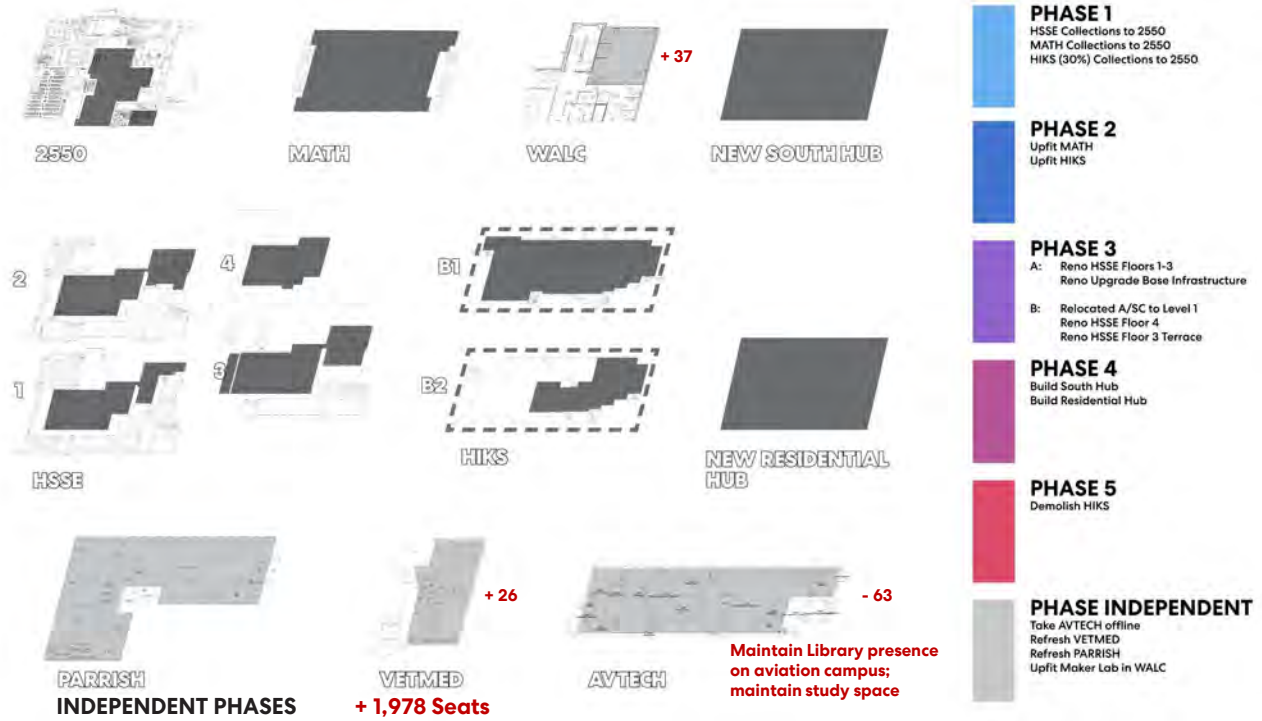 + 37
2550
MATH
WALC
NEW SOUTH HUB
2
4
B1
1
3
B2
HSSE
HIKS
NEW RESIDENTIAL
HUB
+ 26
- 63
Maintain Library presence
on aviation campus;
maintain study space
PARRISH
VETMED
AVTECH
INDEPENDENT PHASES
+ 1,978 Seats
PHASE 1
HSSE Collections to 2550
MATH Collections to 2550
HIKS (30%) Collections to 2550
PHASE 2
Upfit MATH
Upfit HIKS
PHASE 3
A: Reno HSSE Floors 1-3
Reno Upgrade Base Infrastructure
B: Relocated A/SC to Level 1
Reno HSSE Floor 4
Reno HSSE Floor 3 Terrace
PHASE 4
Build South Hub
Build Residential Hub
PHASE 5
Demolish HIKS
PHASE INDEPENDENT
Take AVTECH offline
Refresh VETMED
Refresh PARRISH
Upfit Maker Lab in WALC